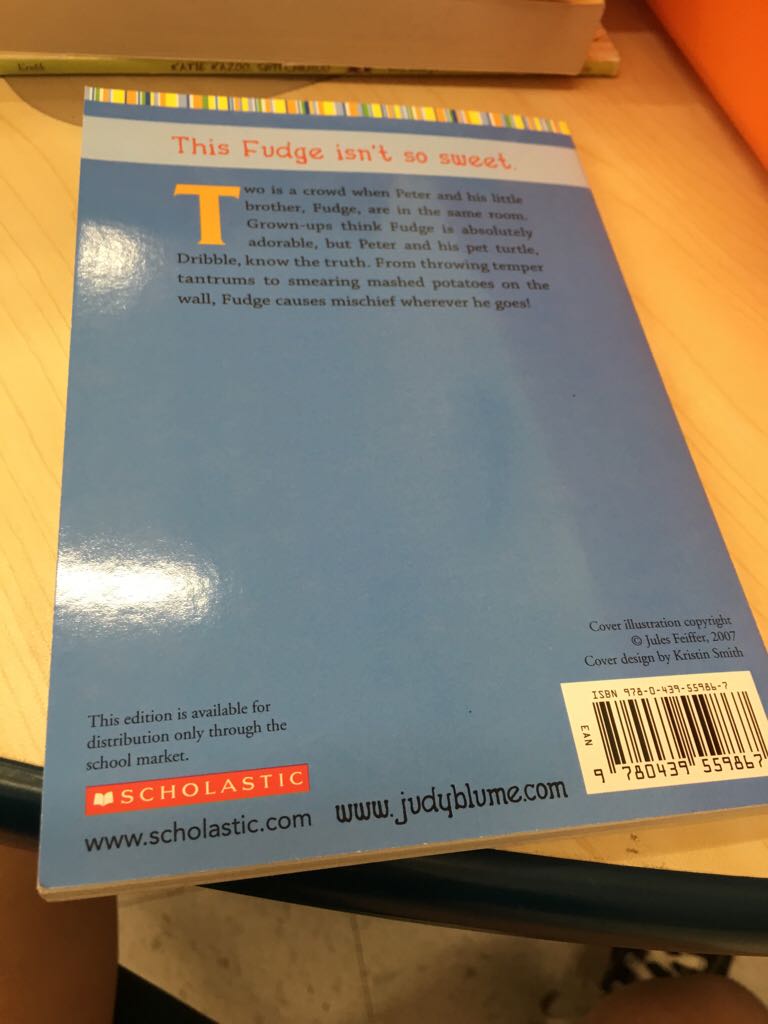 KATIE KAZOO, SWITCHEROO
This Fudge isn't so sweet.
Two is a crowd when Peter and his little
brother, Fudge, are in the same room.
Grown-ups think Fudge is absolutely
adorable, but Peter and his pet turtle,
Dribble, know the truth. From throwing temper
tantrums to smearing mashed potatoes on the
wall, Fudge causes mischief wherever he goes!
Cover illustration copyright
© Jules Feiffer, 2007
Cover design by Kristin Smith
This edition is available for
distribution only through the
school market.
SCHOLASTIC
www.scholastic.com
www.judyblume.com
ISBN 978-0-439-55986-7
EAN
9 780439 559867